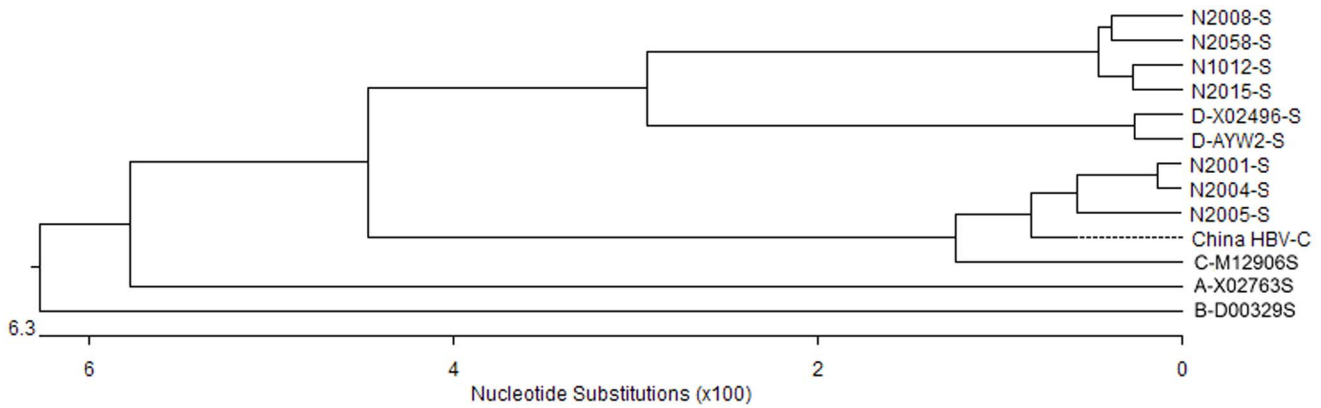 N2008-S
N2058-S
N1012-S
N2015-S
D-X02496-S
D-AYW2-S
N2001-S
N2004-S
N2005-S
China HBV-C
C-M12906S
A-X02763S
B-D00329S
6.3
6 4 2 0
Nucleotide Substitutions (x100)